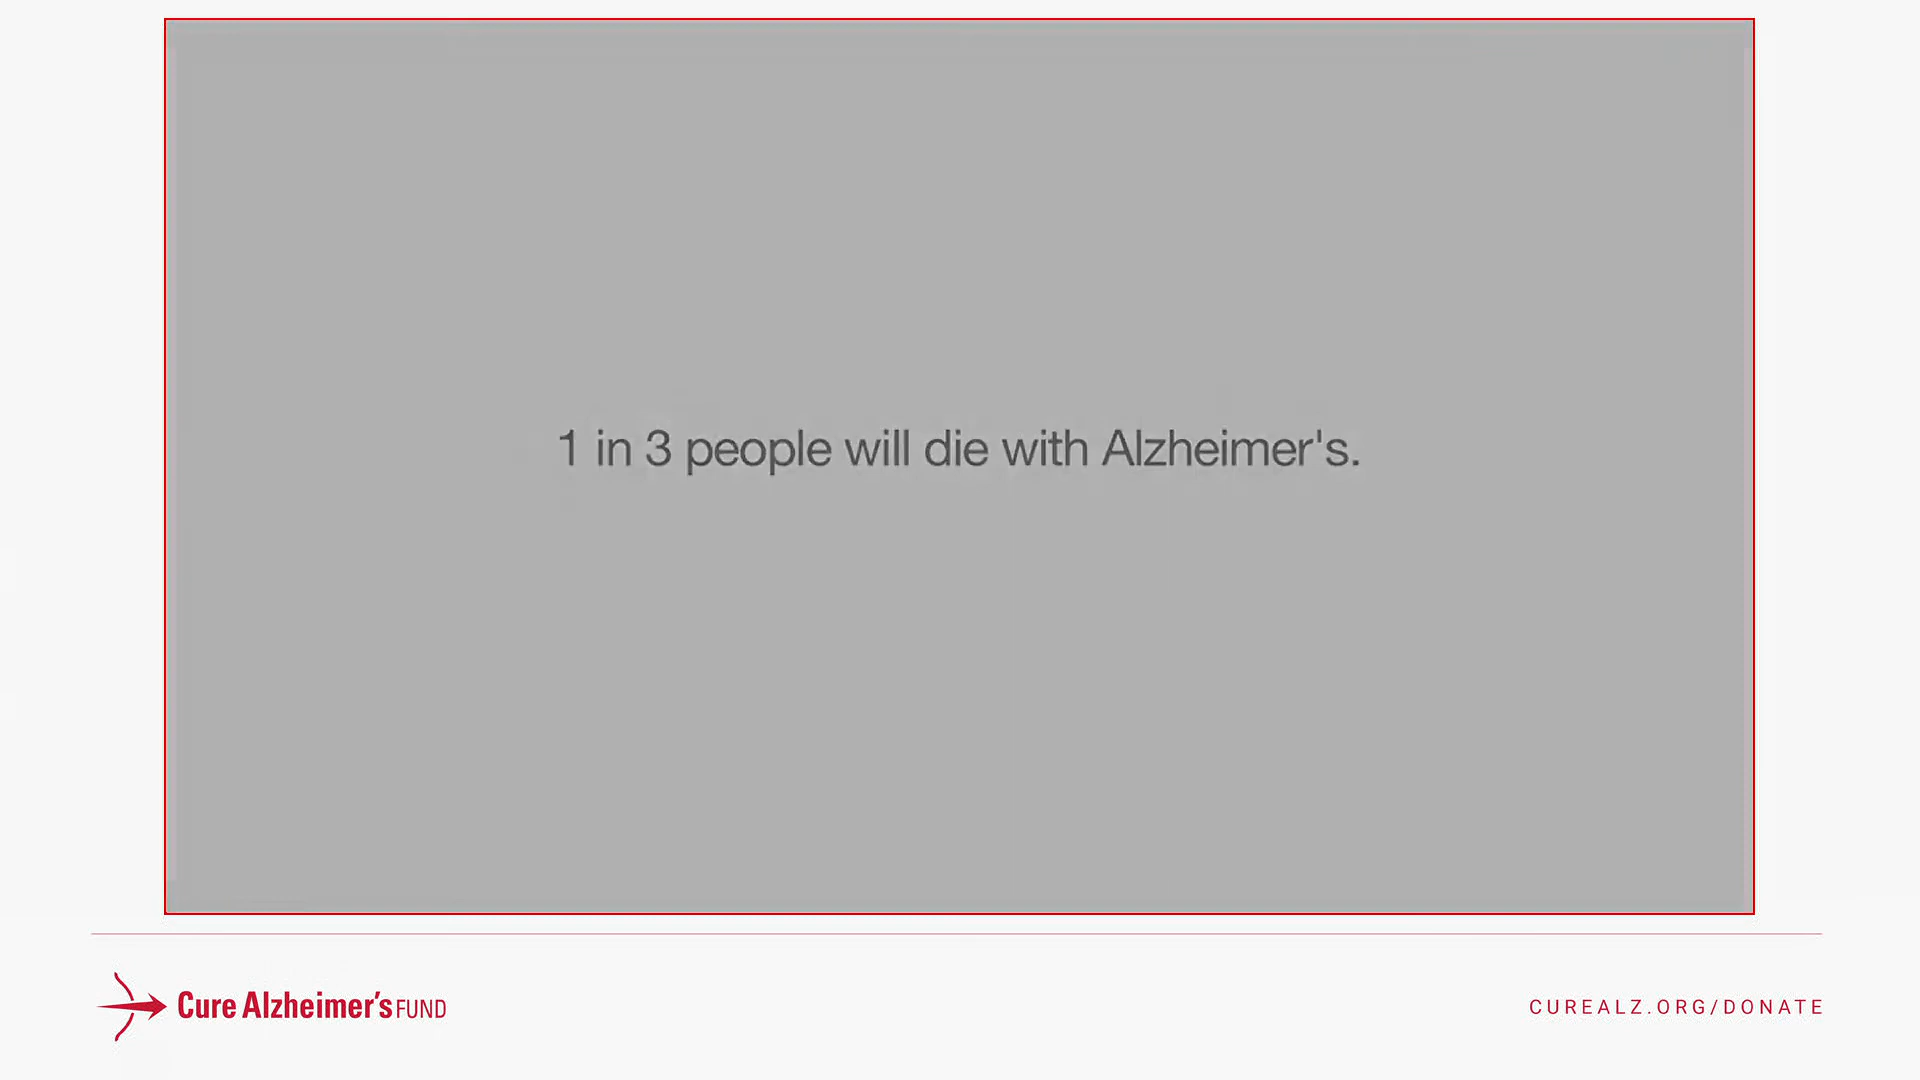 1 in 3 people will die with Alzheimer's.
Cure Alzheimer's FUND
CUREALZ.ORG/DONATE